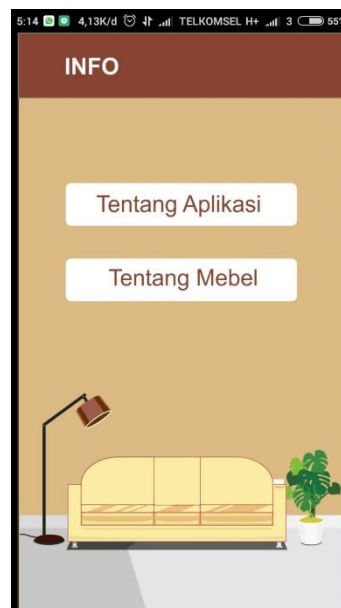 5:14 4,13K/d TELKOMSEL H+ 3 55%
INFO
Tentang Aplikasi
Tentang Mebel